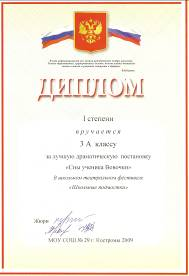 ДИПЛОМ
I степени
вручается
3 А классу
за лучшую драматическую постановку
«Сны ученика Вовочки»
в школьном театральном фестивале
«Школьные подмостки»
Жюри
МОУ СОШ № 29 г. Костромы 2009